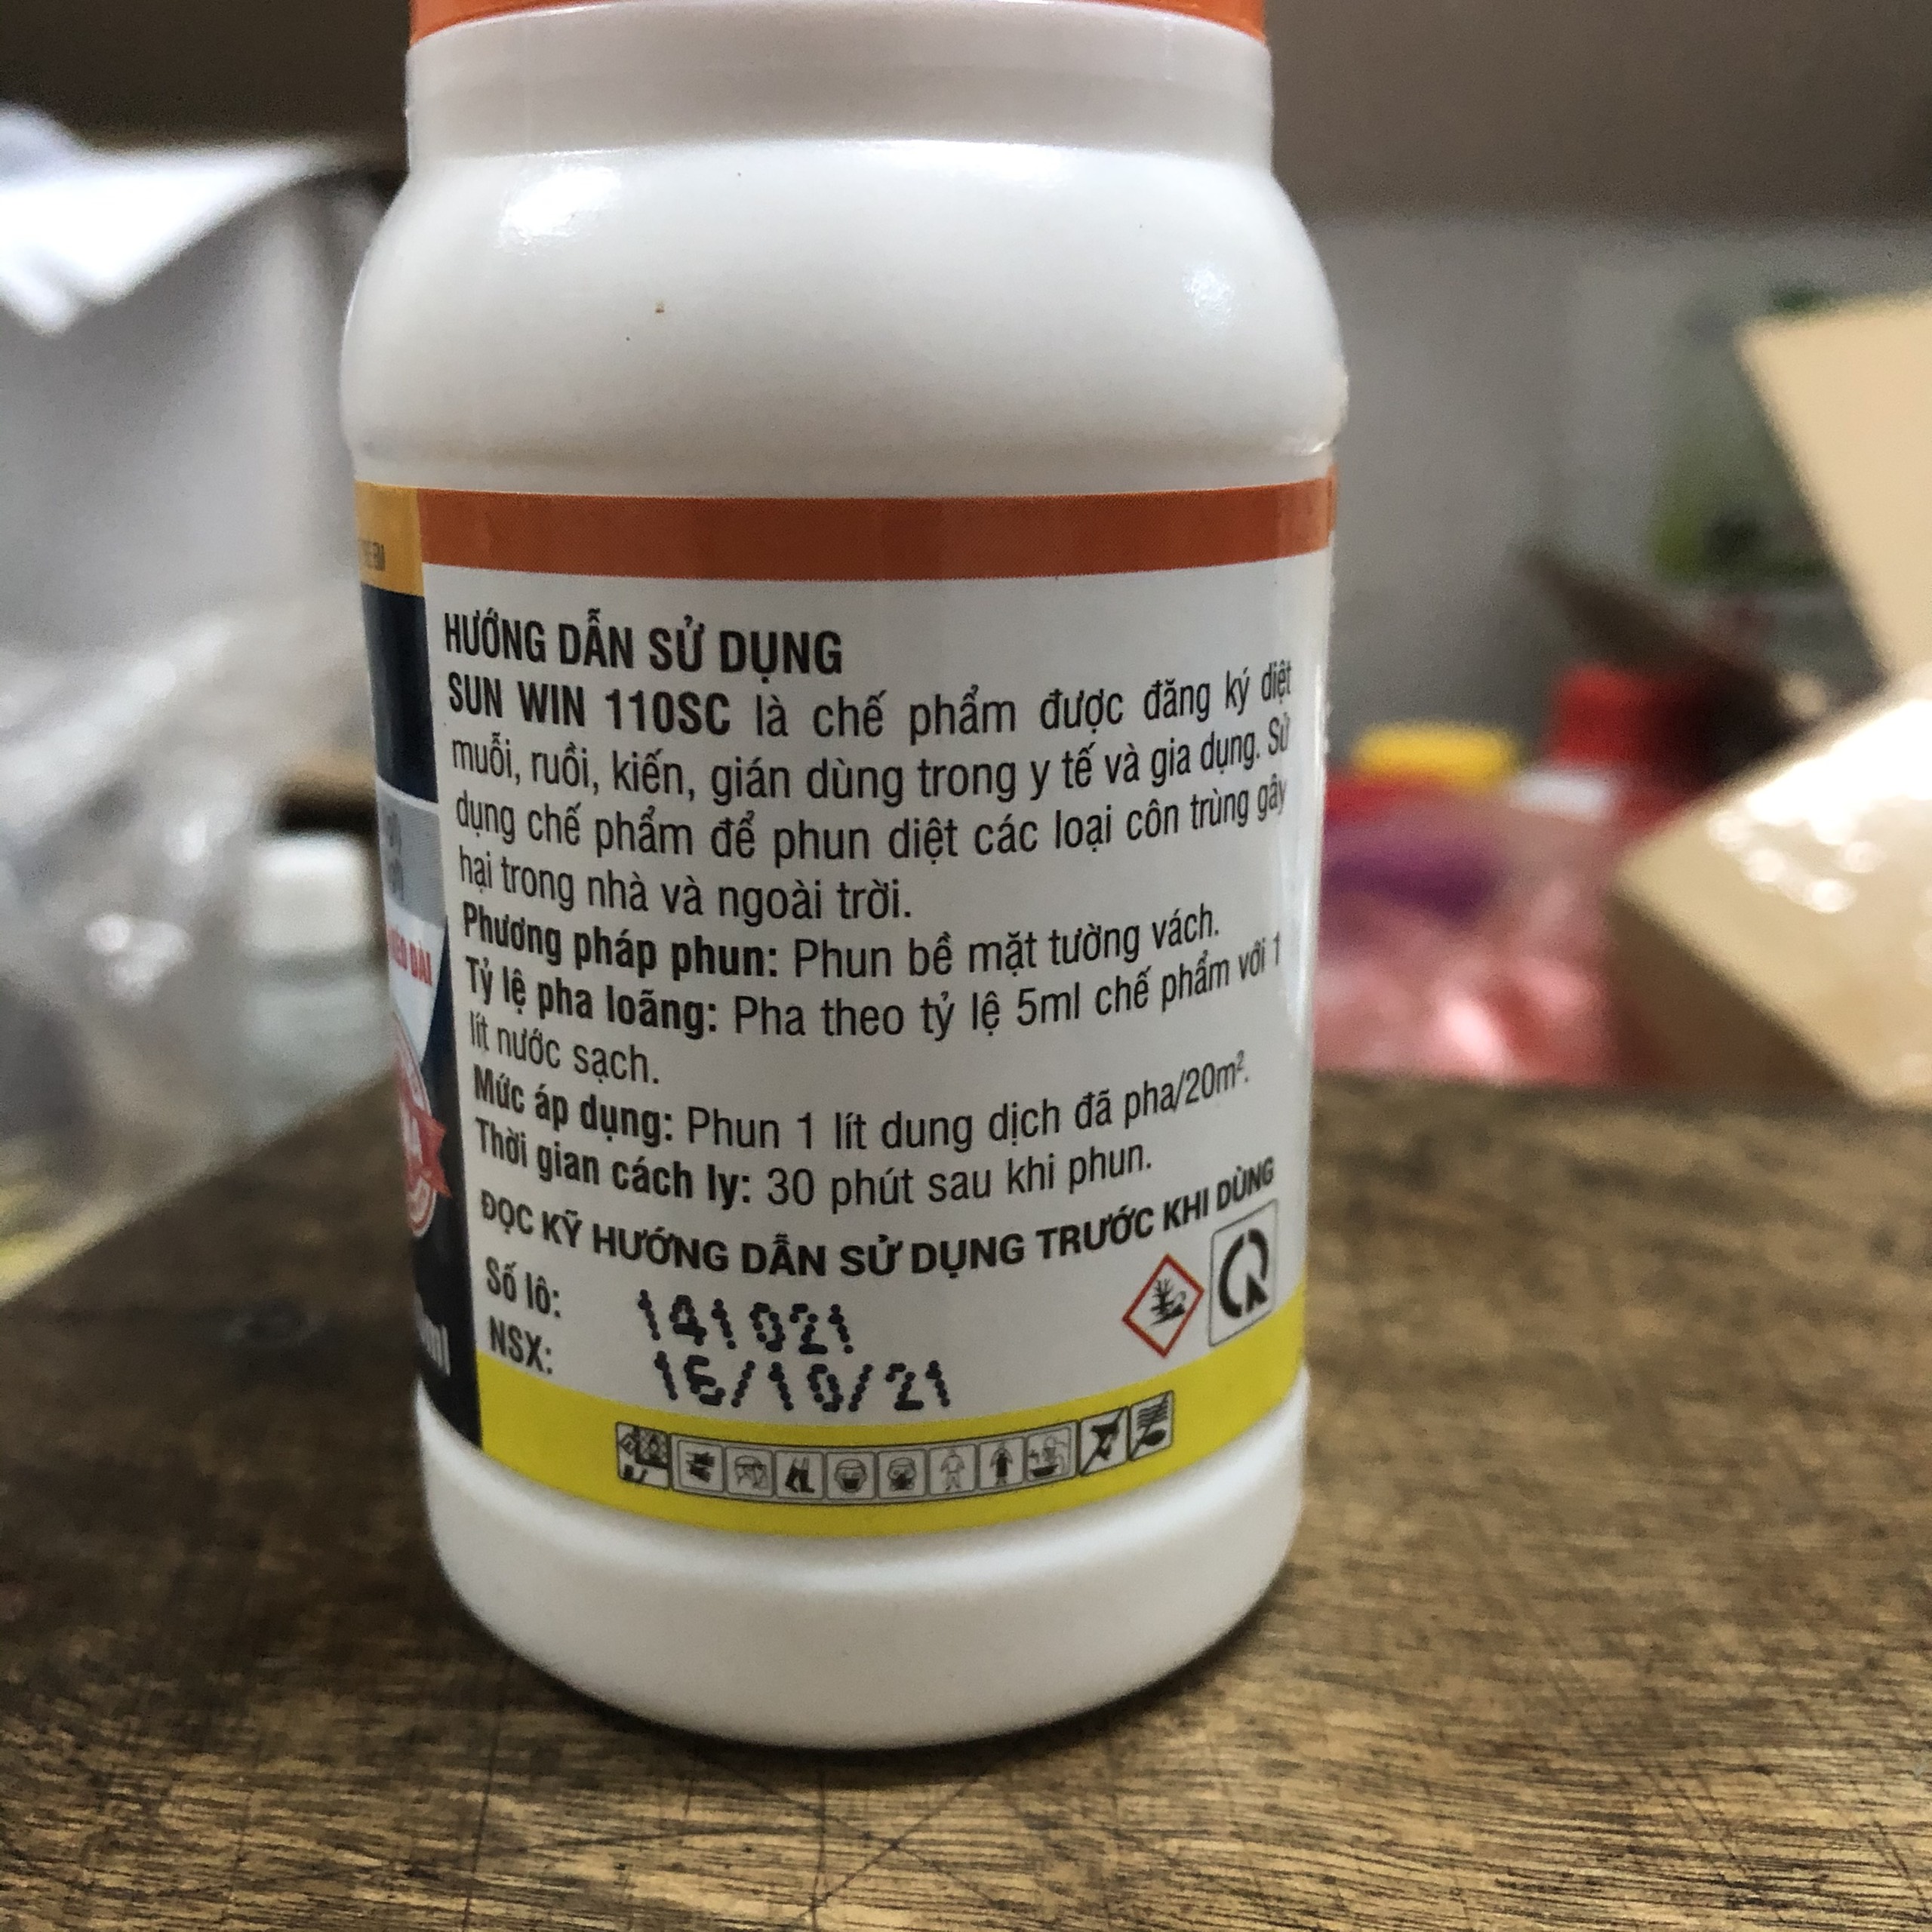 HƯỚNG DẪN SỬ DỤNG
SUN WIN 110SC là chế phẩm được đăng ký diệt
muỗi, ruồi, kiến, gián dùng trong y tế và gia dụng. Sử
dụng chế phẩm để phun diệt các loại côn trùng gây
hại trong nhà và ngoài trời.
Phương pháp phun: Phun bề mặt tường vách.
Tỷ lệ pha loãng: Pha theo tỷ lệ 5ml chế phẩm với 1
lít nước sạch.
Mức áp dụng: Phun 1 lít dung dịch đã pha/20m².
Thời gian cách ly: 30 phút sau khi phun.
ĐỌC KỸ HƯỚNG DẪN SỬ DỤNG TRƯỚC KHI DÙNG
Số lô: 141021
NSX: 16/10/21
DÀI
ml